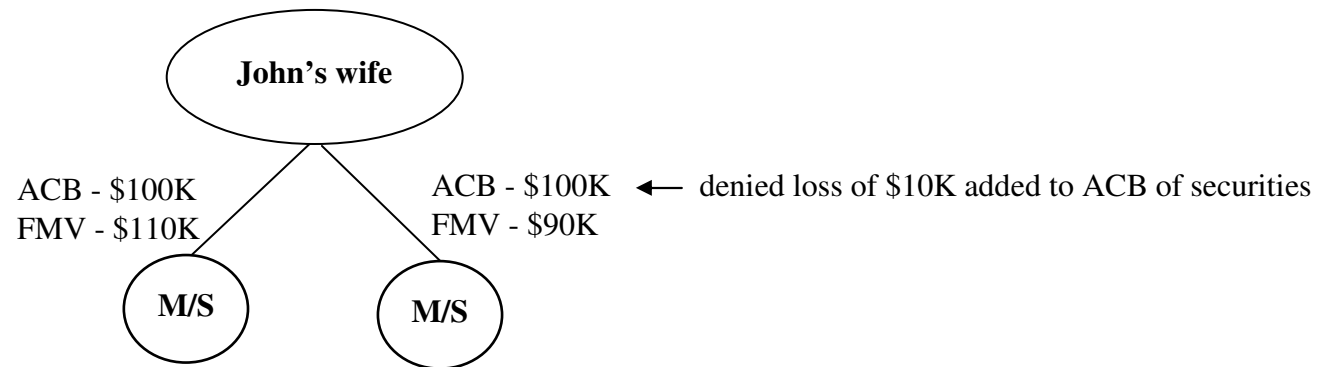 John's wife
ACB - $100K
FMV - $110K
ACB - $100K ← denied loss of $10K added to ACB of securities
FMV - $90K
M/S
M/S